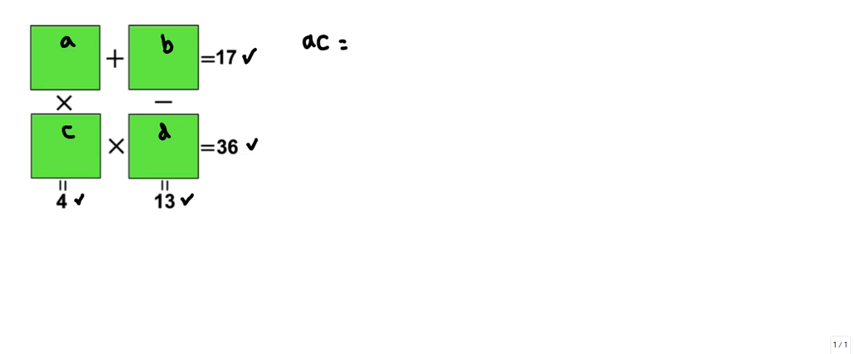 a + b =17 ✓ ac =
× −
c × d =36 ✓
= =
4 ✓ 13 ✓
1 / 1